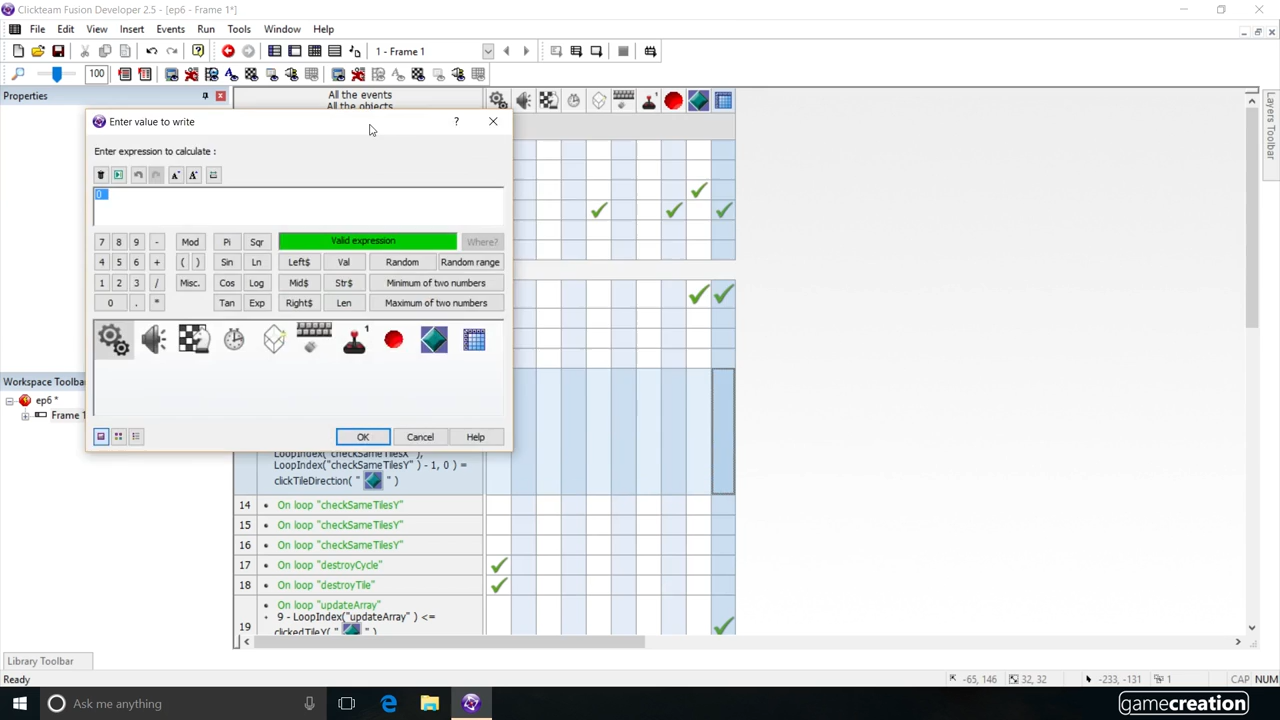 Clickteam Fusion Developer 2.5 - [ep6 - Frame 1*]
File Edit View Insert Events Run Tools Window Help
1 - Frame 1
100
Properties
All the events
All the objects
Enter value to write
?
Enter expression to calculate :
0
7 8 9 - Mod Pi Sqr Valid expression Where?
4 5 6 + ( ) Sin Ln Left$ Val Random Random range
1 2 3 / Misc. Cos Log Mid$ Str$ Minimum of two numbers
0 . * Tan Exp Right$ Len Maximum of two numbers
1
1
OK Cancel Help
Workspace Toolba
ep6 *
Frame 1
Layers Toolbar
LoopIndex("checkSameTilesX" ),
LoopIndex("checkSameTilesY" ) - 1, 0 ) =
clickTileDirection( " " )
14 • On loop "checkSameTilesY"
15 • On loop "checkSameTilesY"
16 • On loop "checkSameTilesY"
17 • On loop "destroyCycle"
18 • On loop "destroyTile"
On loop "updateArray"
• 9 - LoopIndex("updateArray" ) <=
19
clickedTileY( " " )
Library Toolbar
Ready
-65, 146
32, 32
-233, -131
1
CAP NUM
Ask me something
gamecreation